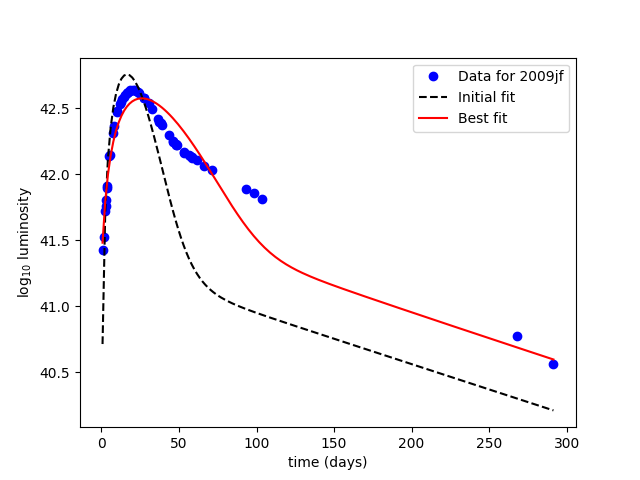 Data for 2009jf
Initial fit
Best fit
log10 luminosity
42.5
42.0
41.5
41.0
40.5
0 50 100 150 200 250 300
time (days)